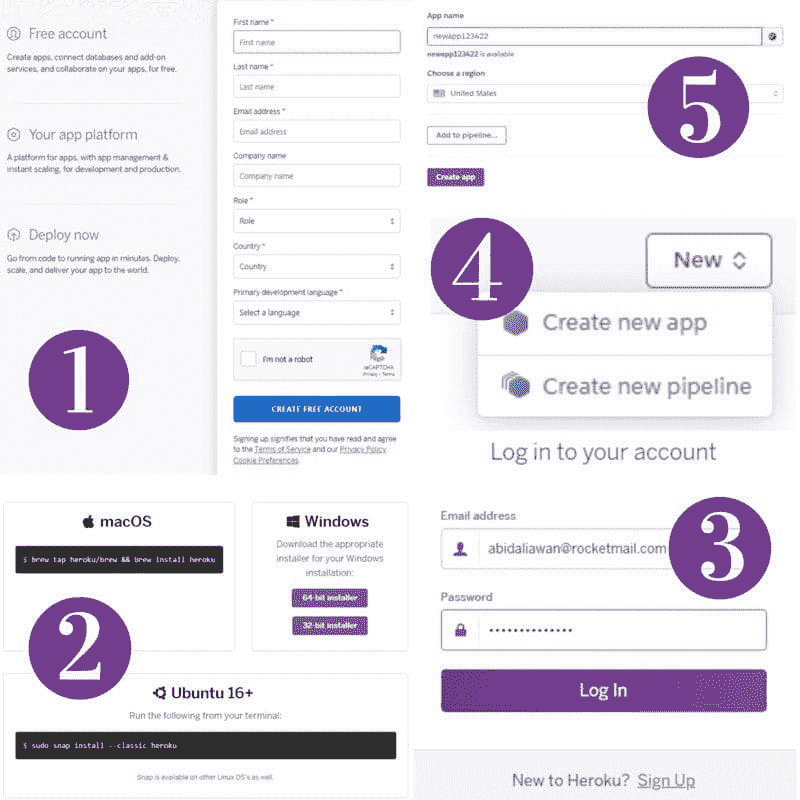 Free account
Create apps, connect databases and add-on
services, and collaborate on your apps, for free.
Your app platform
A platform for apps, with app management &
instant scaling, for development and production.
Deploy now
Go from code to running app in minutes. Deploy,
scale, and deliver your app to the world.
1
First name *
First name
Last name *
Last name
Email address *
Email address
Company name
Company name
Role *
Role
Country *
Country
Primary development language *
Select a language
I'm not a robot
reCAPTCHA
Privacy - Terms
CREATE FREE ACCOUNT
Signing up signifies that you have read and agree
to the Terms of Service and our Privacy Policy
Cookie Preferences.
App name
newapp123422
newapp123422 is available
Choose a region
United States
5
Add to pipeline...
Create app
4
New
Create new app
Create new pipeline
macOS
$ brew tap heroku/brew && brew install heroku
Windows
Download the appropriate
installer for your Windows
installation:
64-bit installer
32-bit installer
2
Ubuntu 16+
Run the following from your terminal:
$ sudo snap install --classic heroku
Snap is available on other Linux OS's as well.
Log in to your account
Email address
abidaliawan@rocketmail.com
3
Password
Log In
New to Heroku? Sign Up